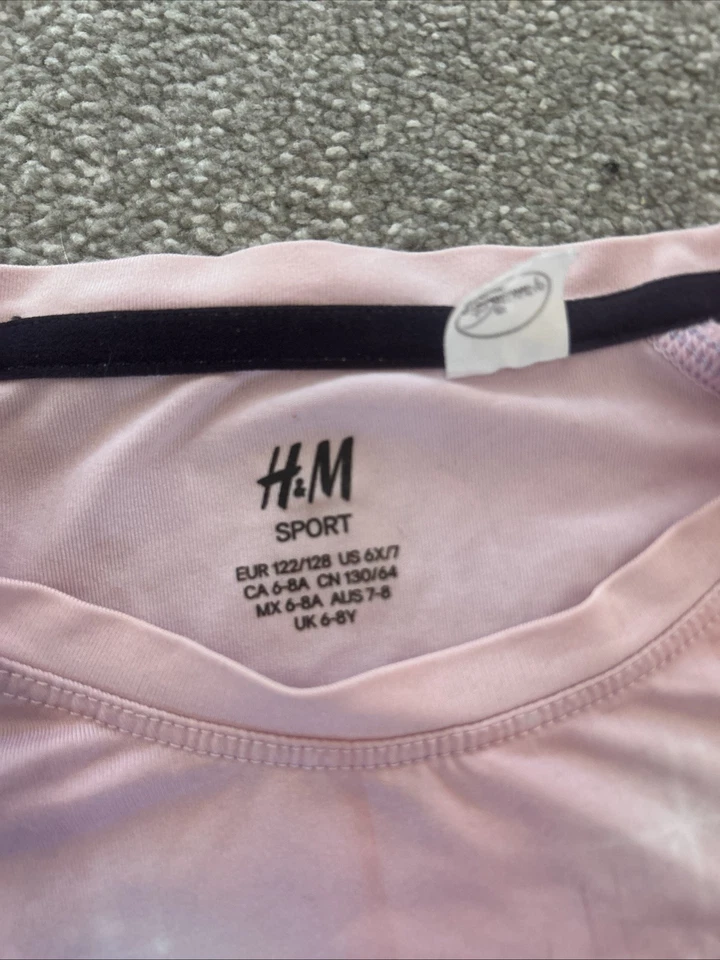 H&M
SPORT
EUR 122/128 US 6X/7
CA 6-8A CN 130/64
MX 6-8A AUS 7-8
UK 6-8Y